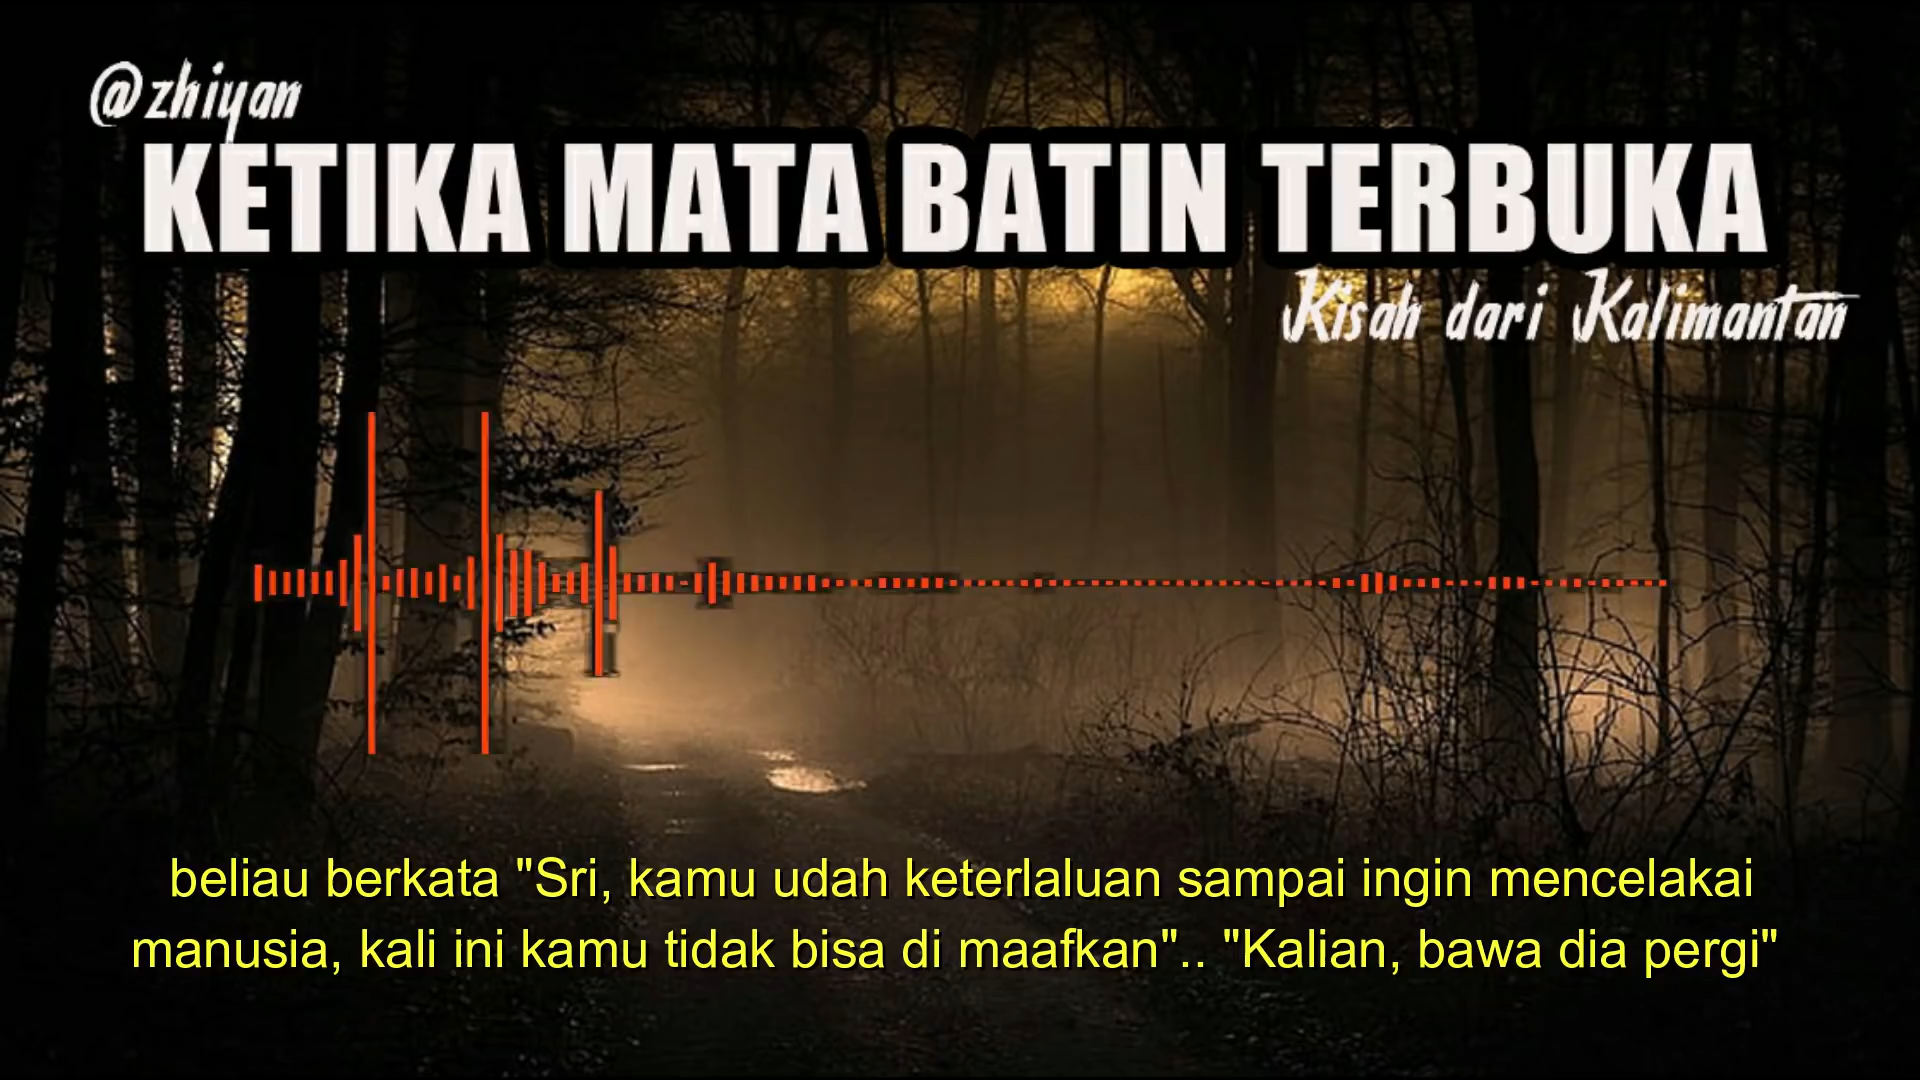 @zhiyan
KETIKA MATA BATIN TERBUKA
Kisah dari Kalimantan
beliau berkata "Sri, kamu udah keterlaluan sampai ingin mencelakai
manusia, kali ini kamu tidak bisa di maafkan".. "Kalian, bawa dia pergi"